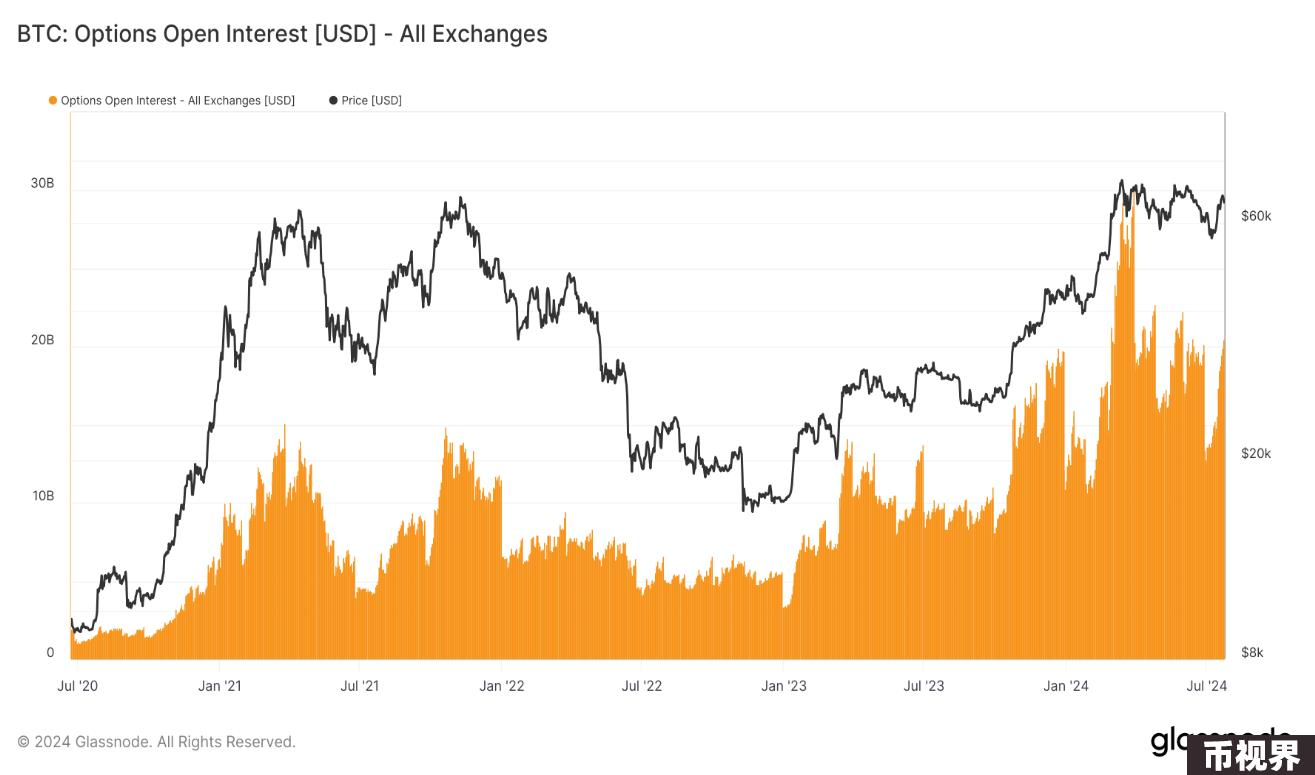 BTC: Options Open Interest [USD] - All Exchanges
Options Open Interest - All Exchanges [USD] Price [USD]
30B
20B
10B
0
$60k
$20k
$8k
Jul '20 Jan '21 Jul '21 Jan '22 Jul '22 Jan '23 Jul '23 Jan '24 Jul '24
© 2024 Glassnode. All Rights Reserved.
glassnode
币视界